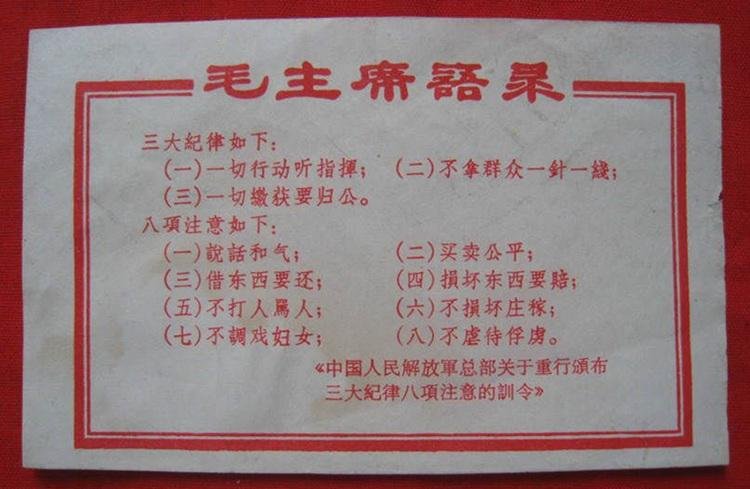 毛主席語录
三大紀律如下：
(一)一切行动听指揮； (二)不拿群众一針一綫；
(三)一切繳获要归公。
八項注意如下：
(一)說話和气； (二)买卖公平；
(三)借东西要还； (四)損坏东西要賠；
(五)不打人駡人； (六)不損坏庄稼；
(七)不調戏妇女； (八)不虐待俘虏。
《中国人民解放軍总部关于重行頒布
三大紀律八項注意的訓令》